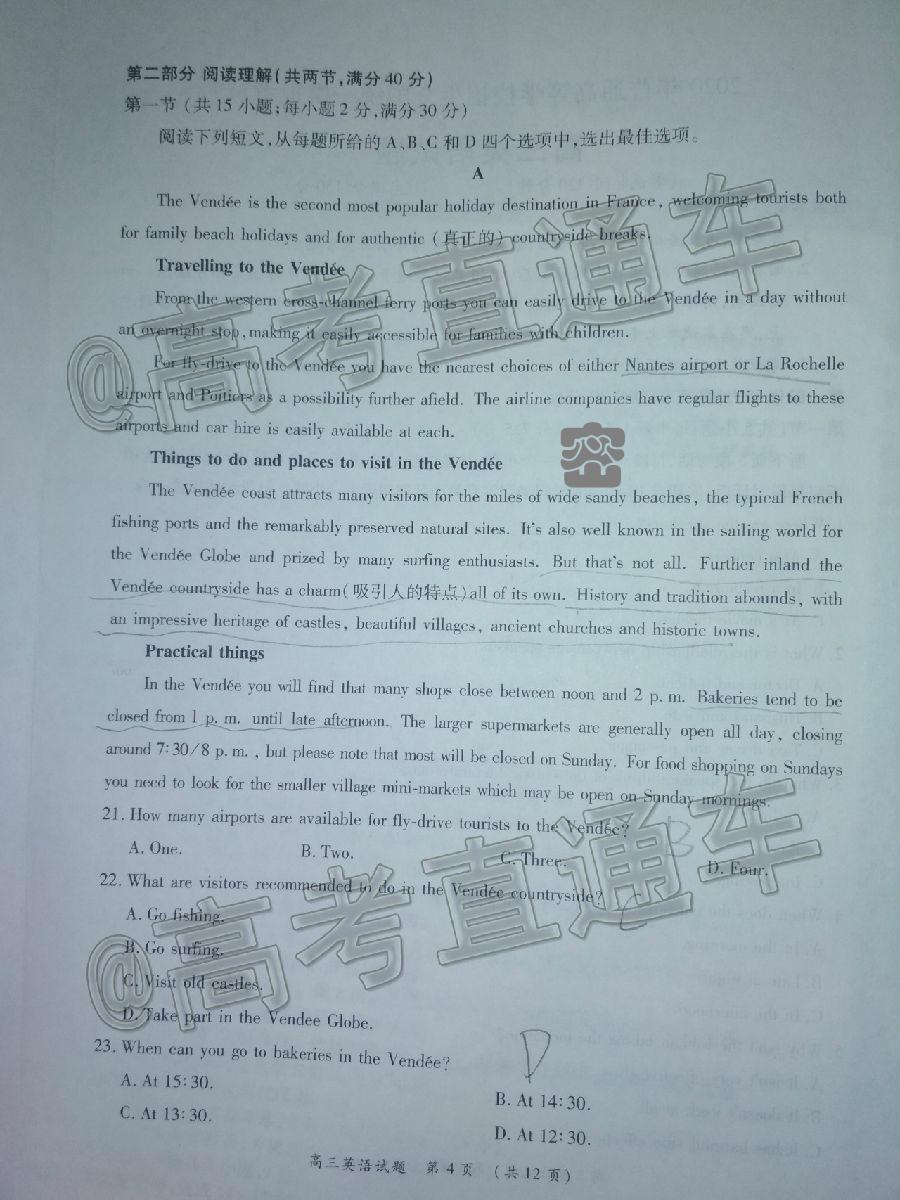 第二部分 阅读理解(共两节,满分40分)
第一节 (共15小题;每小题2分,满分30分)
阅读下列短文,从每题所给的A、B、C和D四个选项中,选出最佳选项。
A
The Vendée is the second most popular holiday destination in France, welcoming tourists both
for family beach holidays and for authentic (真正的) countryside breaks.
Travelling to the Vendée
From the western cross-channel ferry ports you can easily drive to the Vendée in a day without
an overnight stop, making it easily accessible for families with children.
For fly-drive to the Vendée you have the nearest choices of either Nantes airport or La Rochelle
airport and Poitiers as a possibility further afield. The airline companies have regular flights to these
airports and car hire is easily available at each.
Things to do and places to visit in the Vendée
The Vendée coast attracts many visitors for the miles of wide sandy beaches, the typical French
fishing ports and the remarkably preserved natural sites. It's also well known in the sailing world for
the Vendée Globe and prized by many surfing enthusiasts. But that's not all. Further inland the
Vendée countryside has a charm(吸引人的特点)all of its own. History and tradition abounds, with
an impressive heritage of castles, beautiful villages, ancient churches and historic towns.
Practical things
In the Vendée you will find that many shops close between noon and 2 p. m. Bakeries tend to be
closed from 1 p. m. until late afternoon. The larger supermarkets are generally open all day, closing
around 7:30/8 p. m. , but please note that most will be closed on Sunday. For food shopping on Sundays
you need to look for the smaller village mini-markets which may be open on Sunday mornings.
21. How many airports are available for fly-drive tourists to the Vendée? B
A. One. B. Two. C. Three. D. Four.
22. What are visitors recommended to do in the Vendée countryside? C
A. Go fishing.
B. Go surfing.
C. Visit old castles.
D. Take part in the Vendee Globe.
23. When can you go to bakeries in the Vendée? D
A. At 15:30. B. At 14:30.
C. At 13:30. D. At 12:30.
高三英语试题 第4页 (共12页)
@高考直通车
@高考直通车